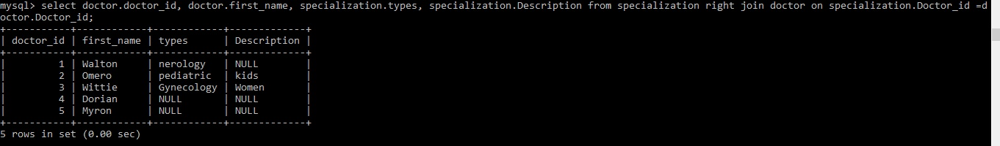 mysql> select doctor.doctor_id, doctor.first_name, specialization.types, specialization.Description from specialization right join doctor on specialization.Doctor_id =d
octor.Doctor_id;
+-----------+------------+------------+-------------+
| doctor_id | first_name | types      | Description |
+-----------+------------+------------+-------------+
|         1 | Walton     | nerology   | NULL        |
|         2 | Omero      | pediatric  | kids        |
|         3 | Wittie     | Gynecology | Women       |
|         4 | Dorian     | NULL       | NULL        |
|         5 | Myron      | NULL       | NULL        |
+-----------+------------+------------+-------------+
5 rows in set (0.00 sec)